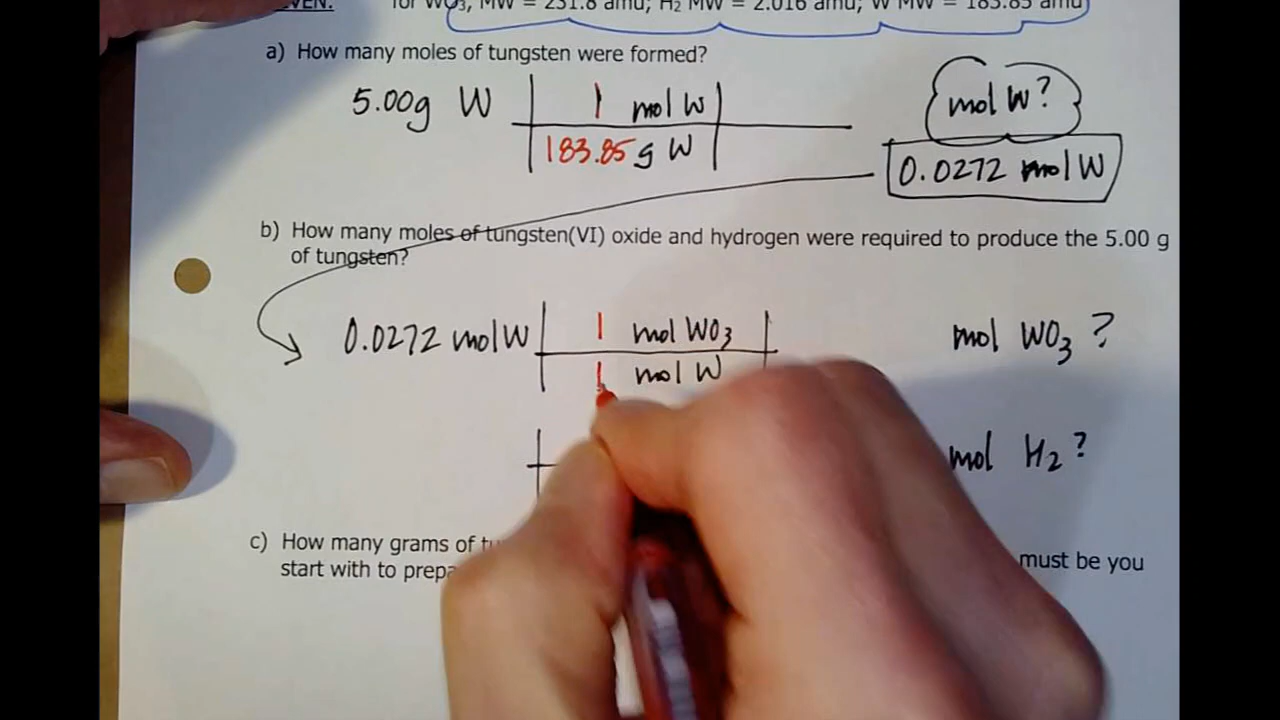 GIVEN: for WO3, MW = 231.8 amu; H2 MW = 2.016 amu; W MW = 183.85 amu
a) How many moles of tungsten were formed?
5.00g W 1 mol W
183.85 g W
mol W?
0.0272 mol W
b) How many moles of tungsten(VI) oxide and hydrogen were required to produce the 5.00 g
of tungsten?
0.0272 mol W 1 mol WO3
1 mol W
mol WO3 ?
mol H2 ?
c) How many grams of
must be you
start with to